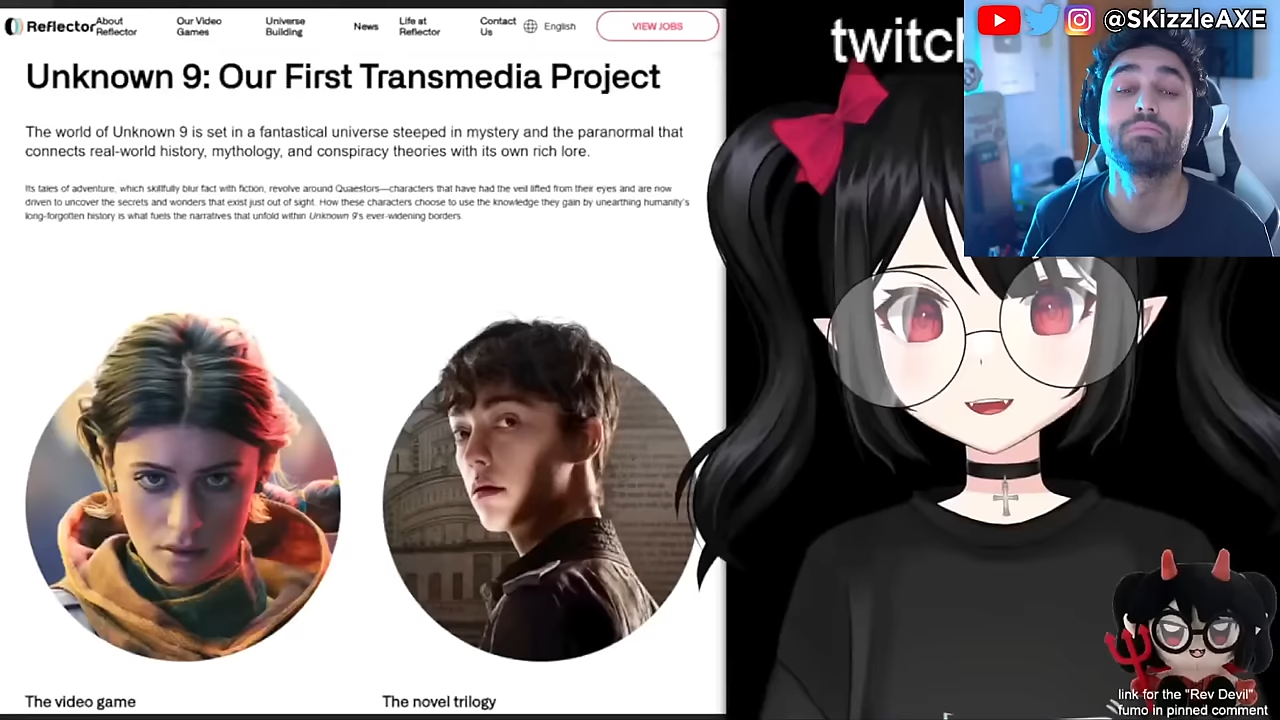 Reflector
About Reflector
Our Video Games
Universe Building
News
Life at Reflector
Contact Us
English
VIEW JOBS
Unknown 9: Our First Transmedia Project
The world of Unknown 9 is set in a fantastical universe steeped in mystery and the paranormal that
connects real-world history, mythology, and conspiracy theories with its own rich lore.
Its tales of adventure, which skillfully blur fact with fiction, revolve around Quaestors—characters that have had the veil lifted from their eyes and are now
driven to uncover the secrets and wonders that exist just out of sight. How these characters choose to use the knowledge they gain by unearthing humanity's
long-forgotten history is what fuels the narratives that unfold within Unknown 9's ever-widening borders.
The video game
The novel trilogy
twitch
@SKizzleAXE
link for the "Rev Devil"
fumo in pinned comment